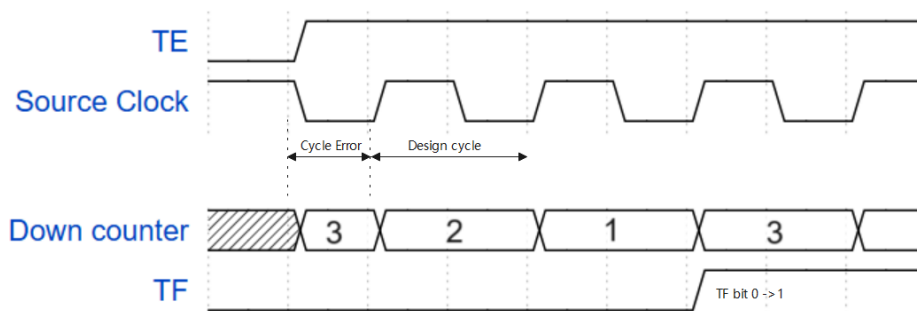 TE
Source Clock
Cycle Error
Design cycle
Down counter
3
2
1
3
TF
TF bit 0 ->1